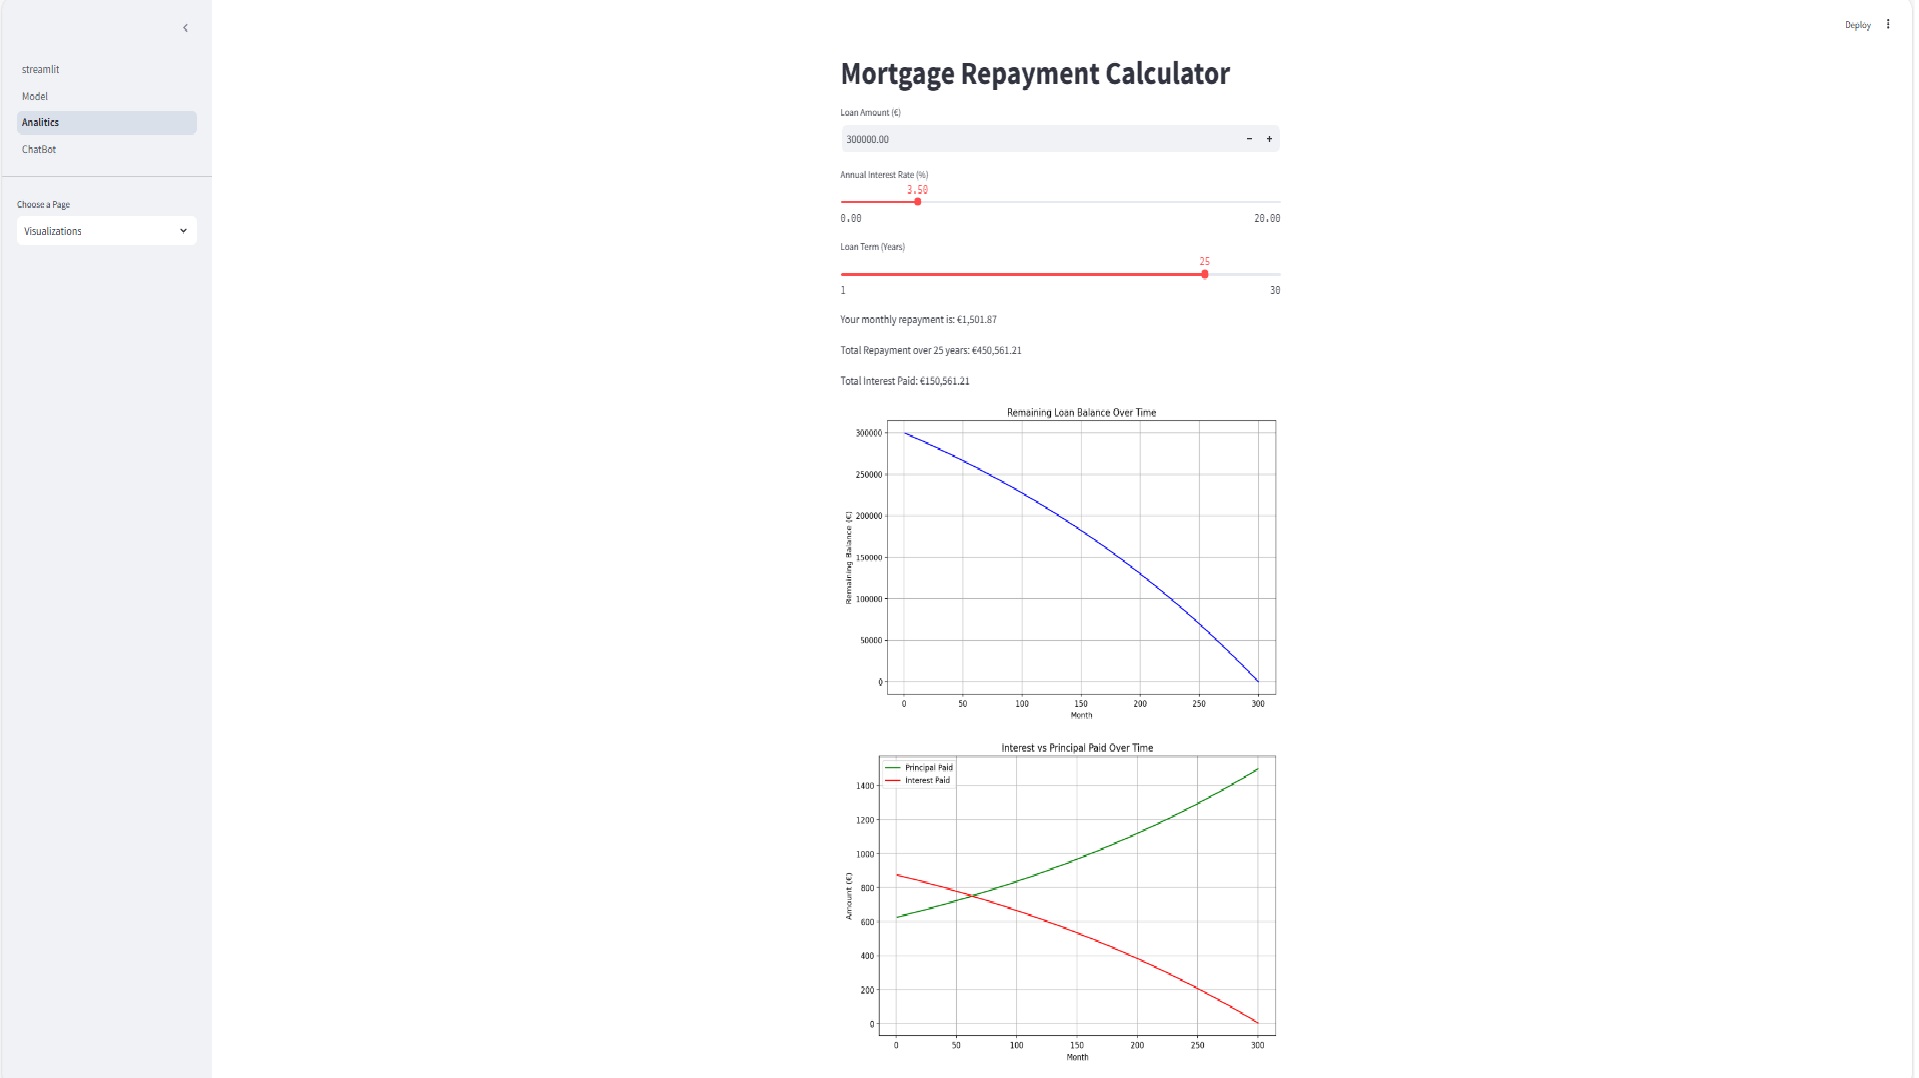 Deploy
streamlit
Model
Analitics
ChatBot
Choose a Page
Visualizations
Mortgage Repayment Calculator
Loan Amount (€)
300000.00
Annual Interest Rate (%)
3.50
0.00 20.00
Loan Term (Years)
25
1 30
Your monthly repayment is: €1,501.87
Total Repayment over 25 years: €450,561.21
Total Interest Paid: €150,561.21
Remaining Loan Balance Over Time
Remaining Balance (€)
300000
250000
200000
150000
100000
50000
0
0 50 100 150 200 250 300
Month
Interest vs Principal Paid Over Time
Principal Paid
Interest Paid
Amount (€)
1400
1200
1000
800
600
400
200
0
0 50 100 150 200 250 300
Month